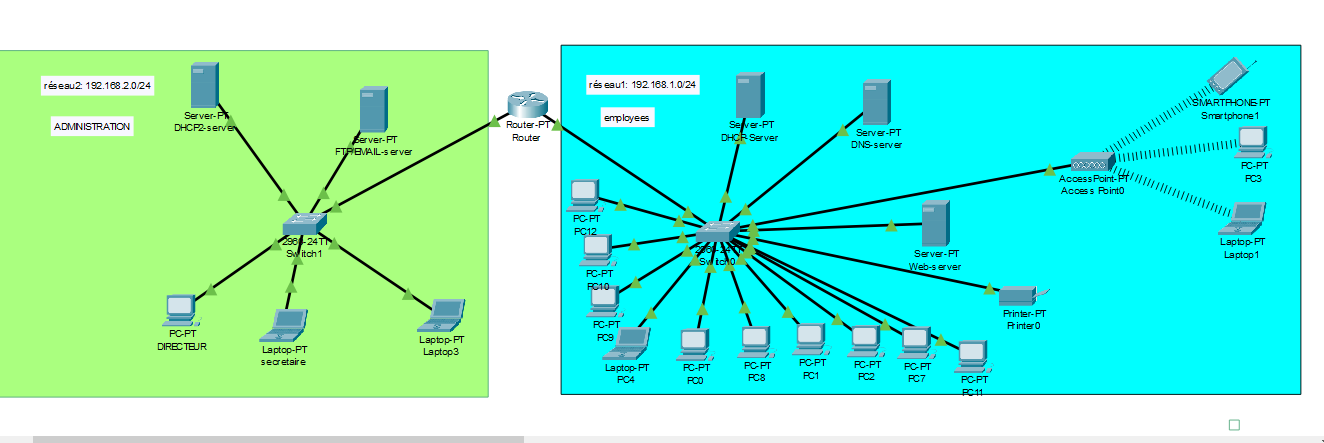 réseau2: 192.168.2.0/24
ADMINISTRATION
Server-PT
DHCP2-server
Server-PT
FTP/EMAIL-server
2960-24TT
Switch1
PC-PT
DIRECTEUR
Laptop-PT
secretaire
Laptop-PT
Laptop3
Router-PT
Router
réseau1: 192.168.1.0/24
employees
Server-PT
DHCP Server
Server-PT
DNS-server
SMARTPHONE-PT
Smartphone1
AccessPoint-PT
Access Point0
PC-PT
PC3
Laptop-PT
Laptop1
PC-PT
PC12
2960-24TT
Switch0
PC-PT
PC10
Server-PT
Web-server
PC-PT
PC9
Printer-PT
Printer0
Laptop-PT
PC4
PC-PT
PC0
PC-PT
PC8
PC-PT
PC1
PC-PT
PC2
PC-PT
PC7
PC-PT
PC11